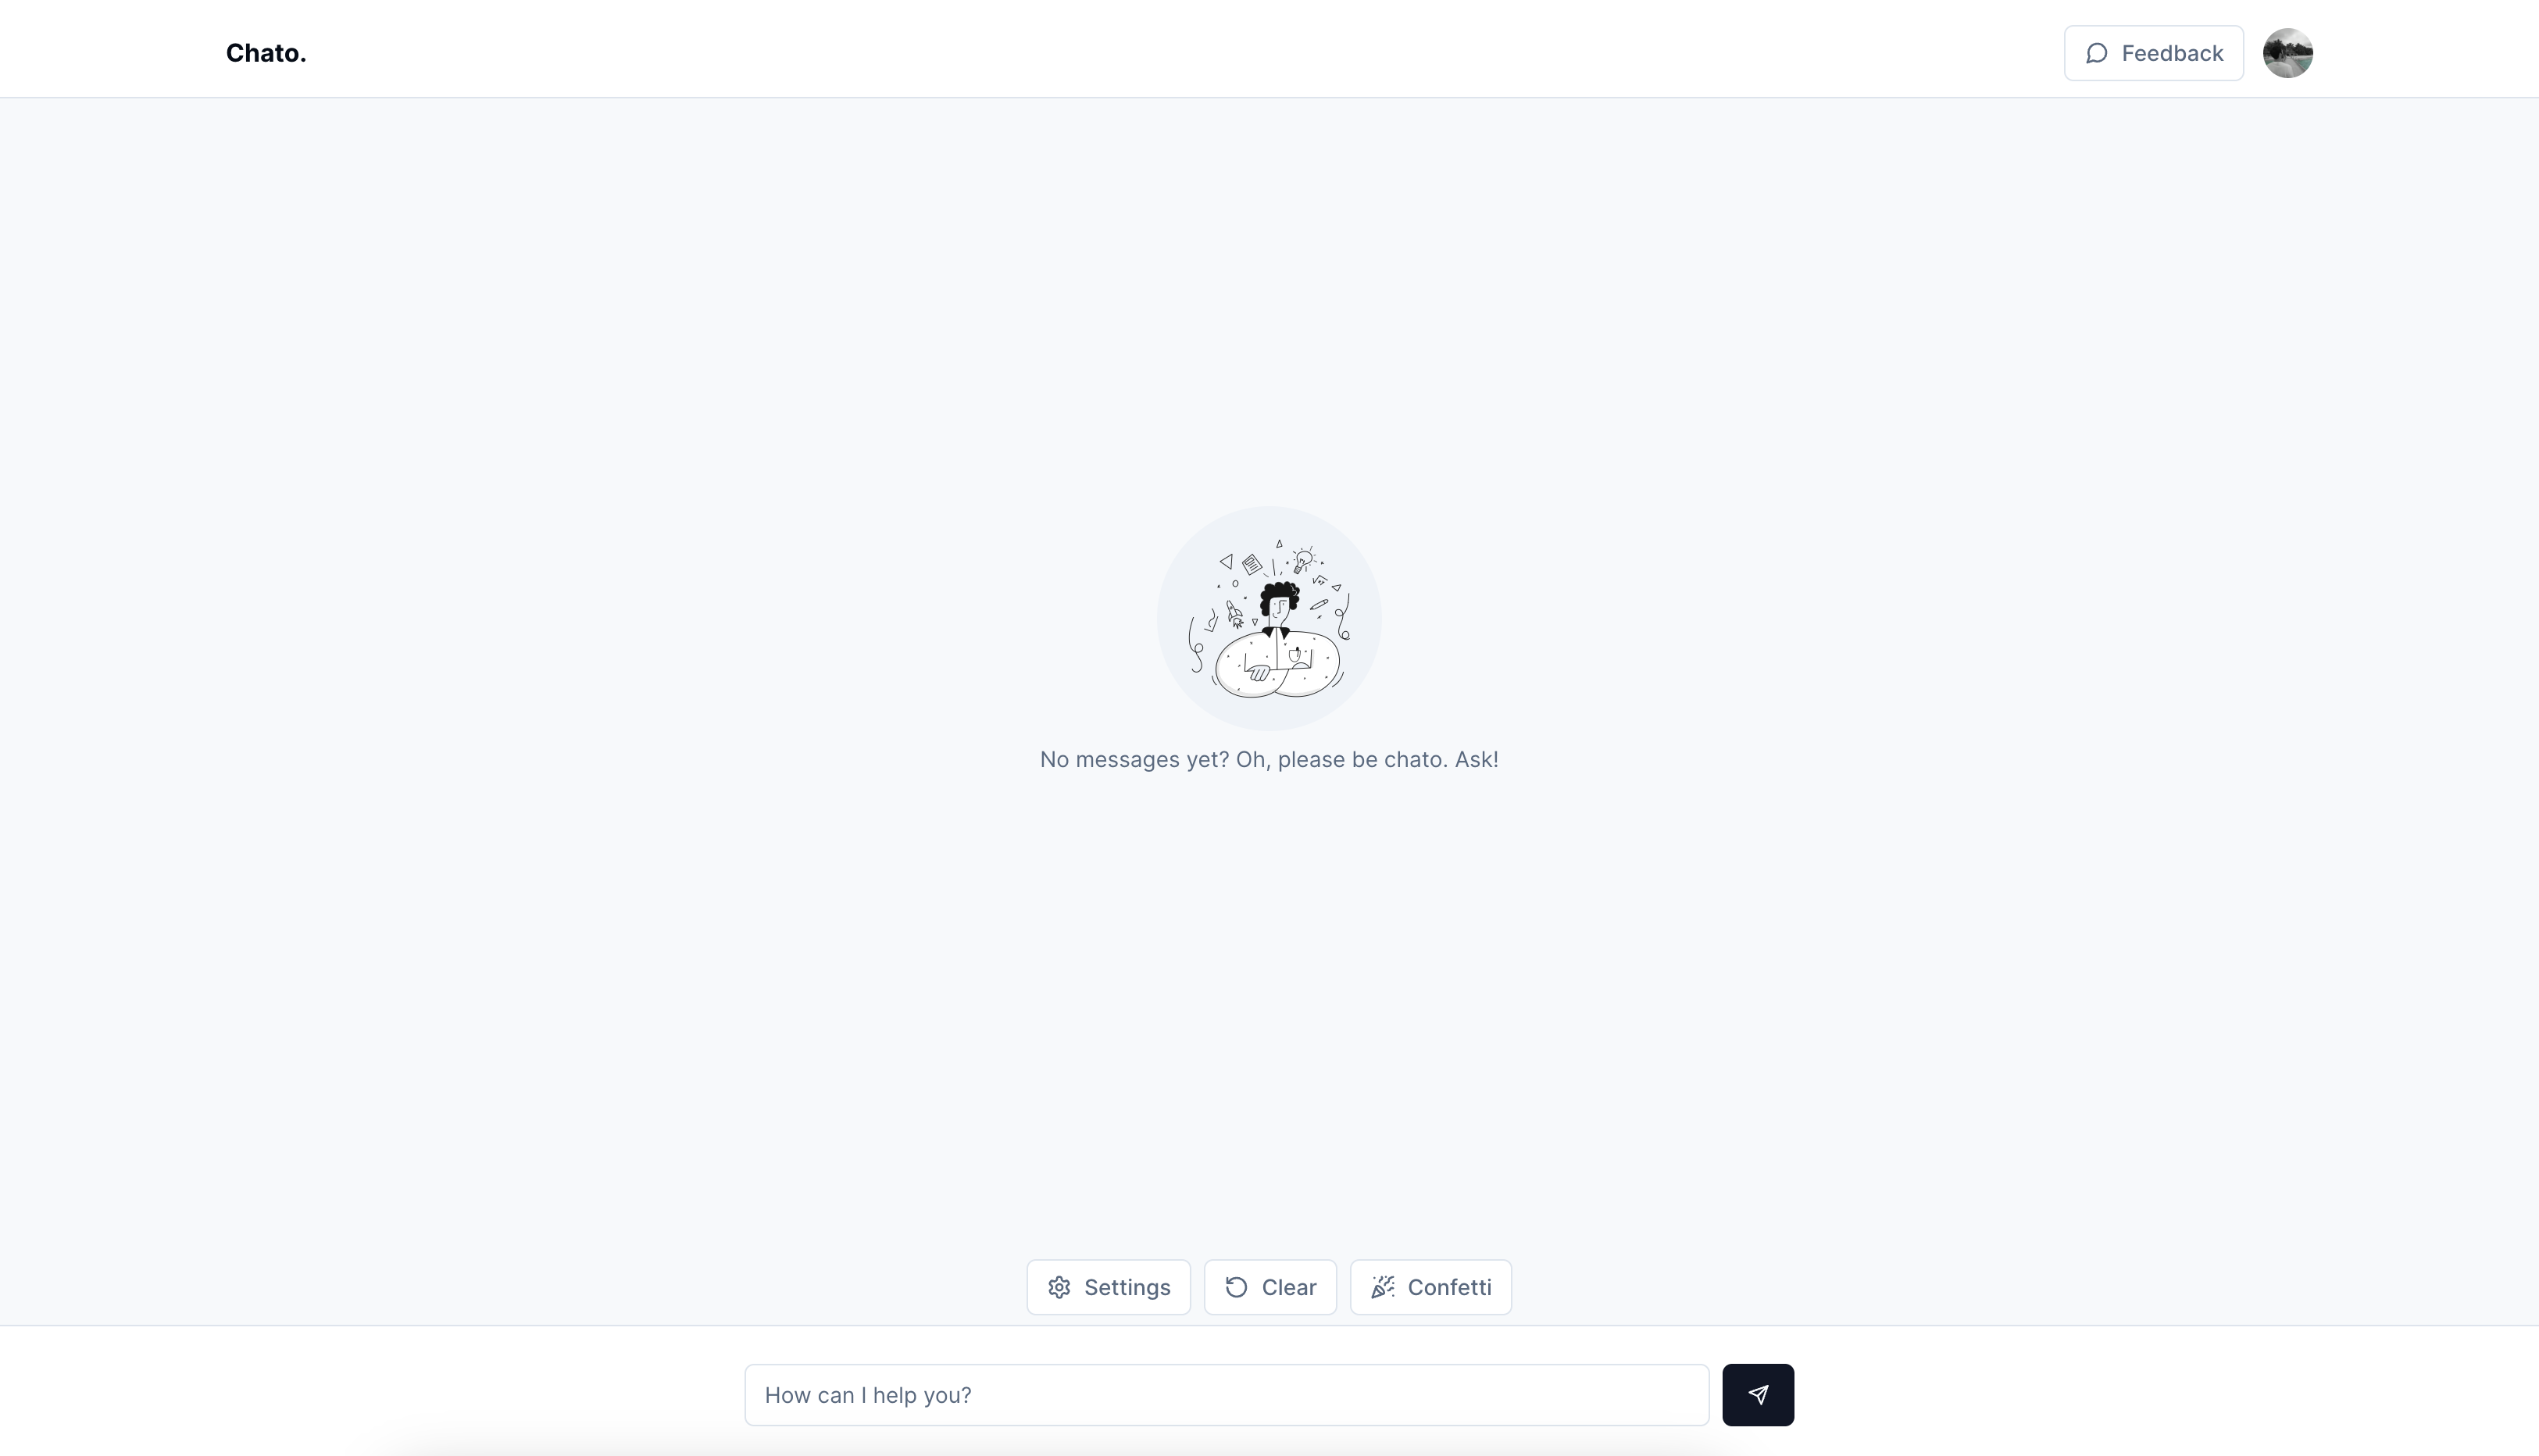 Chato.
Feedback
No messages yet? Oh, please be chato. Ask!
Settings
Clear
Confetti
How can I help you?